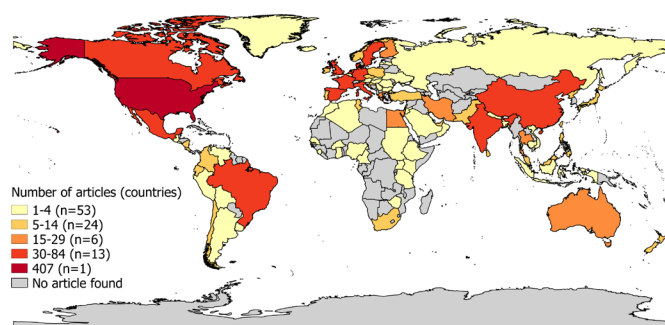 Number of articles (countries)
1-4 (n=53)
5-14 (n=24)
15-29 (n=6)
30-84 (n=13)
407 (n=1)
No article found